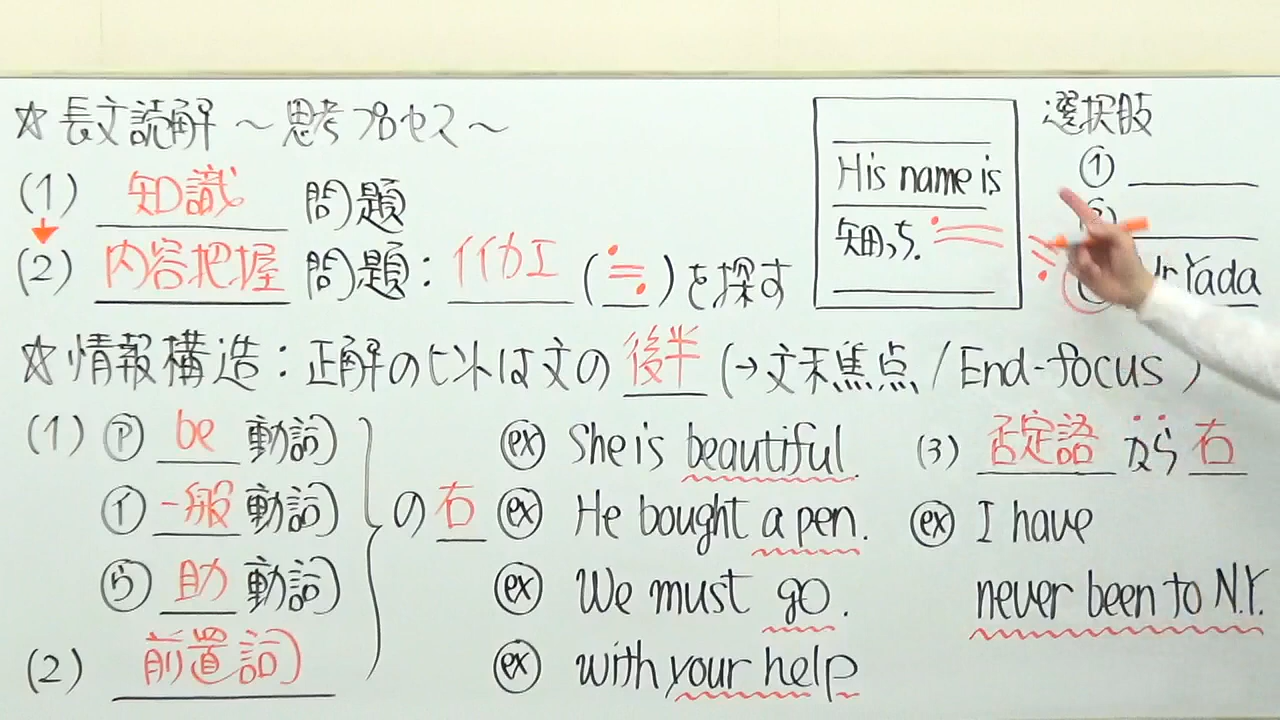 ☆長文読解 ～思考プロセス～
(1) 知識 問題
(2) 内容把握 問題：イイカエ (≒)を探す
His name is
知っち.
選択肢
①
Yada
☆情報構造：正解のヒントは文の 後半 (→文末焦点/End-focus)
(1) ㋐ be 動詞
㋑ 一般 動詞
㋒ 助 動詞
の 右
(2) 前置詞
ex She is beautiful.
ex He bought a pen.
ex We must go.
ex with your help
(3) 否定語 から 右
ex I have
never been to N.Y.